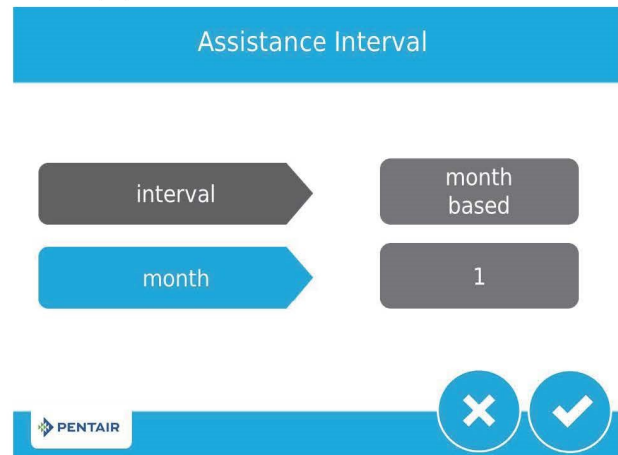 Assistance Interval
interval
month
based
month
1
PENTAIR